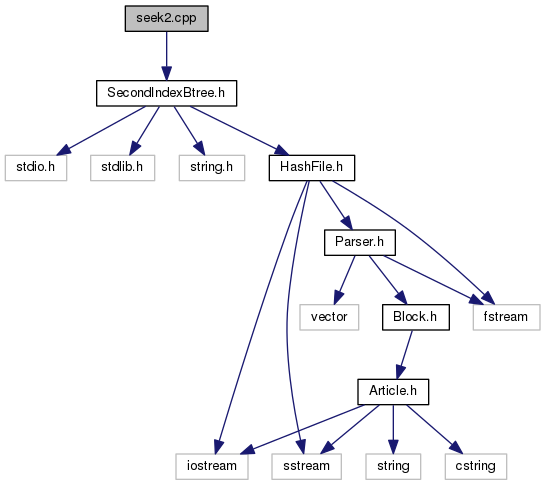 seek2.cpp
SecondIndexBtree.h
stdio.h
stdlib.h
string.h
HashFile.h
Parser.h
vector
Block.h
fstream
Article.h
iostream
sstream
string
cstring